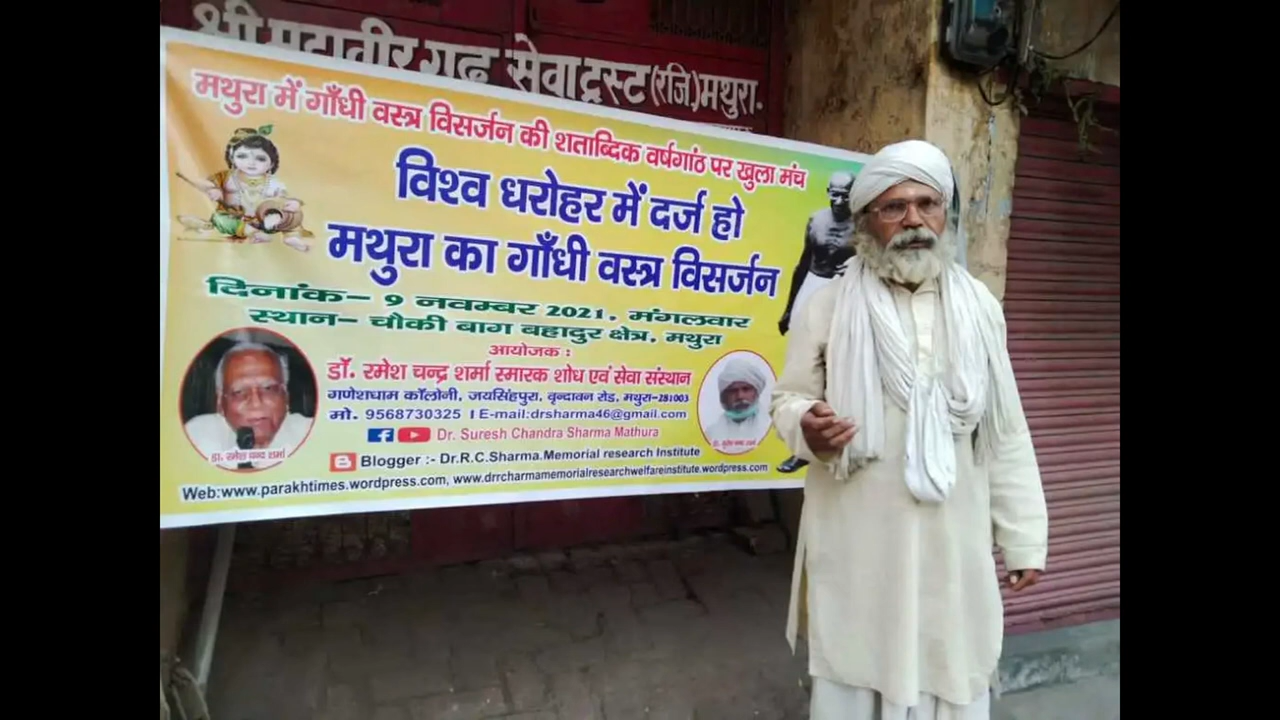 श्री महावीर गढ़ सेवा ट्रस्ट (रजि.) मथुरा.
मथुरा में गाँधी वस्त्र विसर्जन की शताब्दिक वर्षगांठ पर खुला मंच
विश्व धरोहर में दर्ज हो
मथुरा का गाँधी वस्त्र विसर्जन
दिनांक– 9 नवम्बर 2021, मंगलवार
स्थान– चौकी बाग बहादुर क्षेत्र, मथुरा
आयोजक :
डॉ. रमेश चन्द्र शर्मा स्मारक शोध एवं सेवा संस्थान
गणेशधाम कॉलोनी, जयसिंहपुरा, वृन्दावन रोड, मथुरा-281003
मो. 9568730325 । E-mail:drsharma46@gmail.com
Dr. Suresh Chandra Sharma Mathura
Blogger :- Dr.R.C.Sharma.Memorial research Institute
Web:www.parakhtimes.wordpress.com, www.drrcharmamemorialresearchwelfareinstitute.wordpress.com
डा. रमेश चन्द्र शर्मा